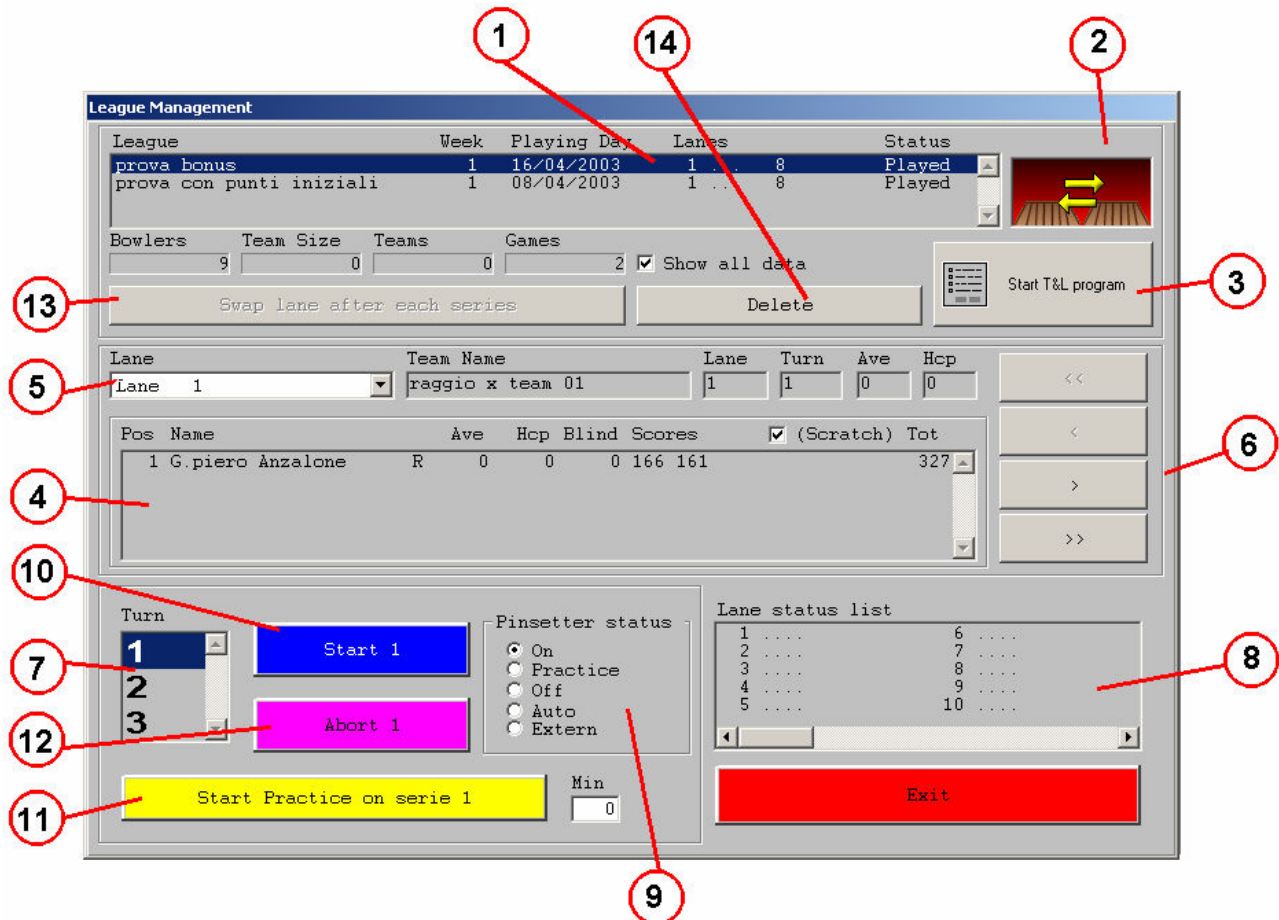 1
14
2
League Management
League Week Playing Day Lanes Status
prova bonus 1 16/04/2003 1 ... 8 Played
prova con punti iniziali 1 08/04/2003 1 ... 8 Played
Bowlers Team Size Teams Games
9 0 0 2 Show all data
Start T&L program
3
13
Swap lane after each series
Delete
Lane Team Name Lane Turn Ave Hcp
5
Lane 1 raggio x team 01 1 1 0 0
<<
Pos Name Ave Hcp Blind Scores (Scratch) Tot
<
6
1 G.piero Anzalone R 0 0 0 166 161 327
4
>
>>
10
Turn
Lane status list
Pinsetter status
1 .... 6 ....
2 .... 7 ....
3 .... 8 ....
4 .... 9 ....
5 .... 10 ....
8
7
1
2
3
Start 1
On
Practice
Off
Auto
Extern
12
Abort 1
Min
11
Start Practice on serie 1
0
Exit
9